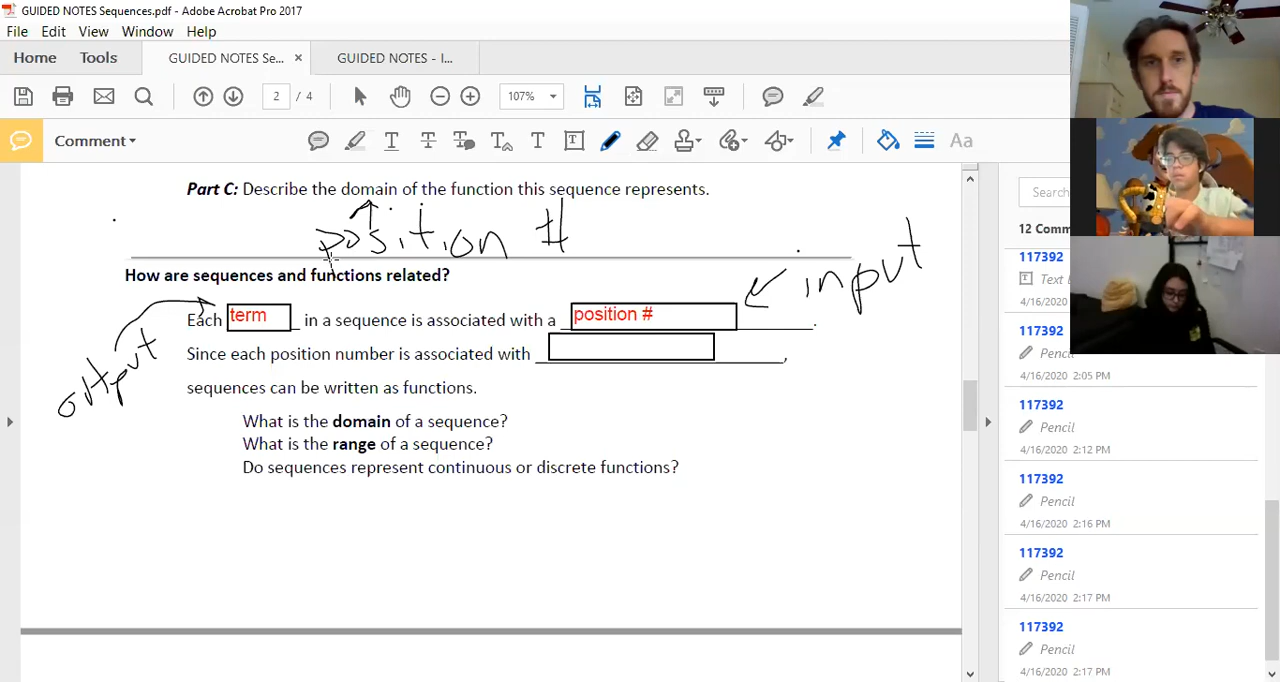 GUIDED NOTES Sequences.pdf - Adobe Acrobat Pro 2017
File Edit View Window Help
Home Tools GUIDED NOTES Se... × GUIDED NOTES - I...
2 / 4 107%
Comment
Part C: Describe the domain of the function this sequence represents.
position #
How are sequences and functions related?
input
Each term in a sequence is associated with a position #.
output
Since each position number is associated with ,
sequences can be written as functions.
What is the domain of a sequence?
What is the range of a sequence?
Do sequences represent continuous or discrete functions?
Search
12 Comm
117392
Text
4/16/2020
117392
Pencil
4/16/2020 2:05 PM
117392
Pencil
4/16/2020 2:12 PM
117392
Pencil
4/16/2020 2:16 PM
117392
Pencil
4/16/2020 2:17 PM
117392
Pencil
4/16/2020 2:17 PM